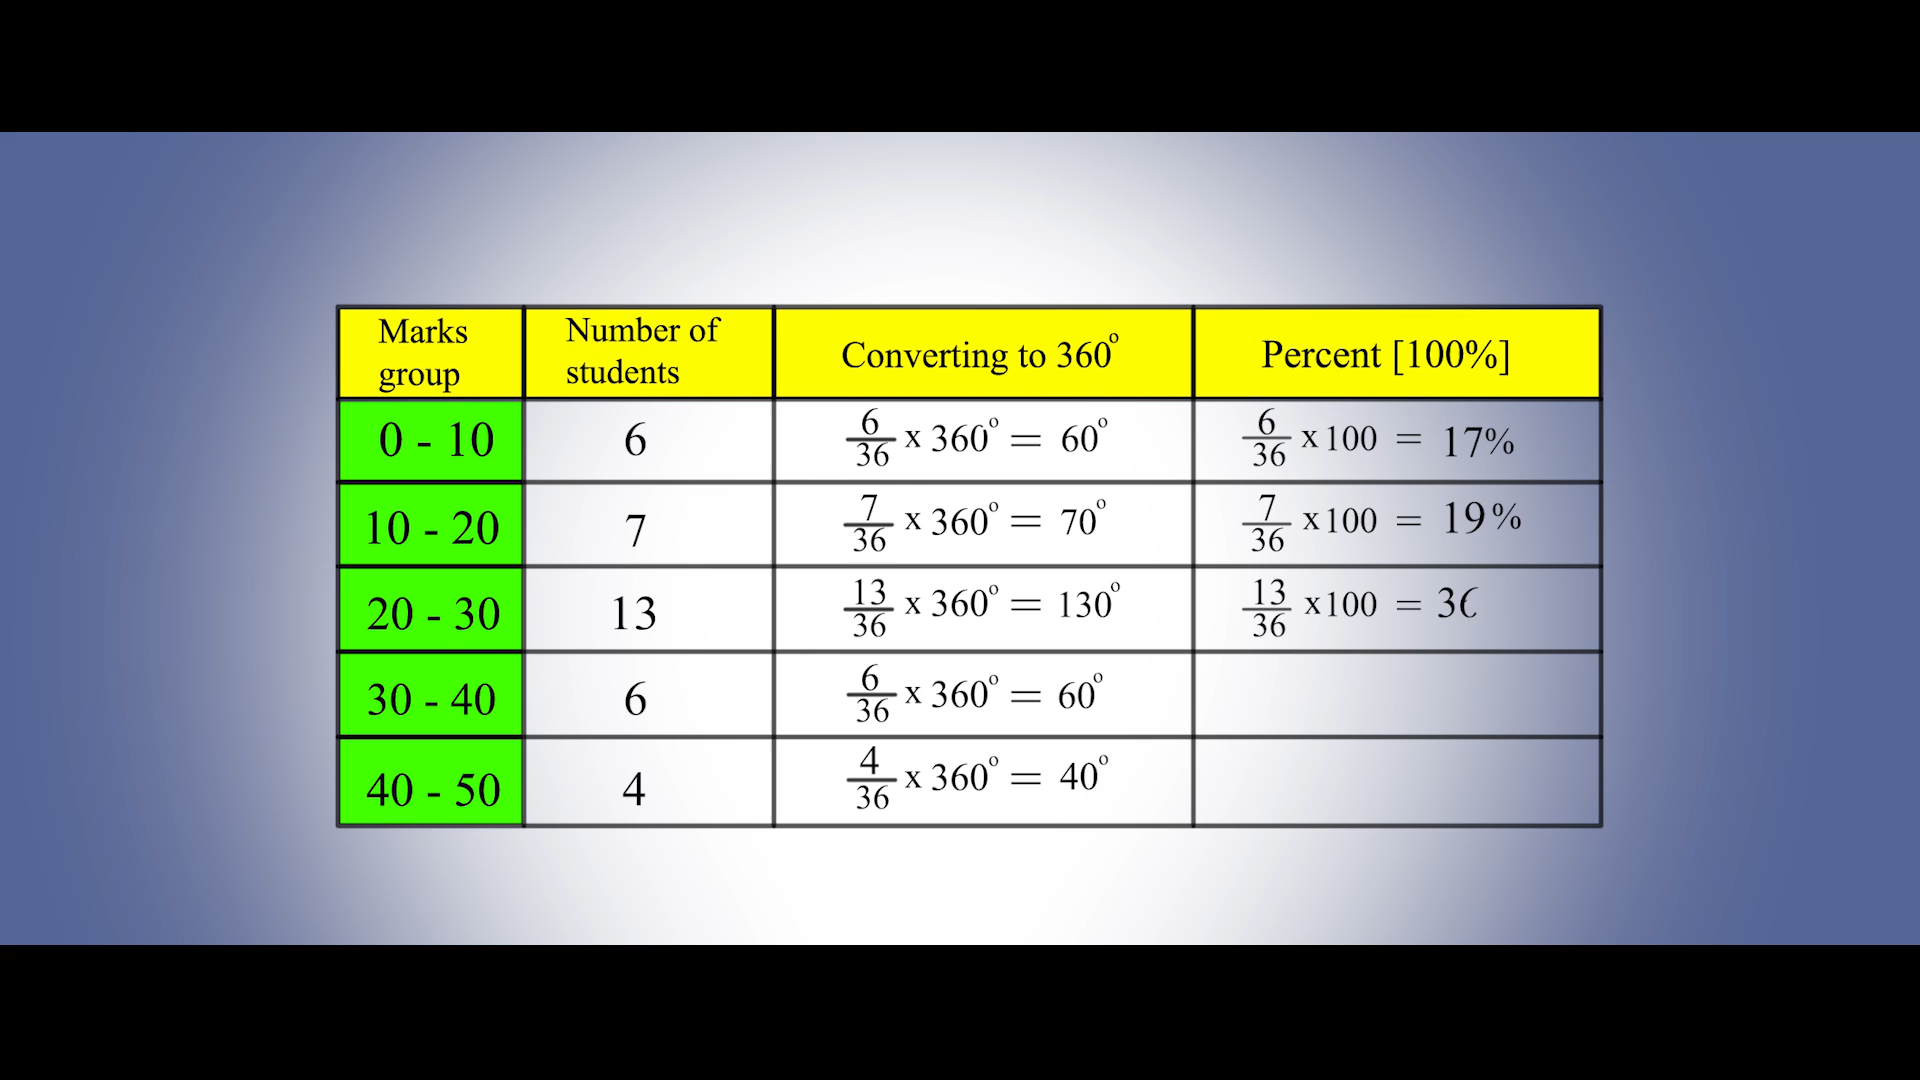 Marks group
Number of students
Converting to 360°
Percent [100%]
0 - 10
6
6/36 x 360° = 60°
6/36 x 100 = 17%
10 - 20
7
7/36 x 360° = 70°
7/36 x 100 = 19%
20 - 30
13
13/36 x 360° = 130°
13/36 x 100 = 3
30 - 40
6
6/36 x 360° = 60°
40 - 50
4
4/36 x 360° = 40°